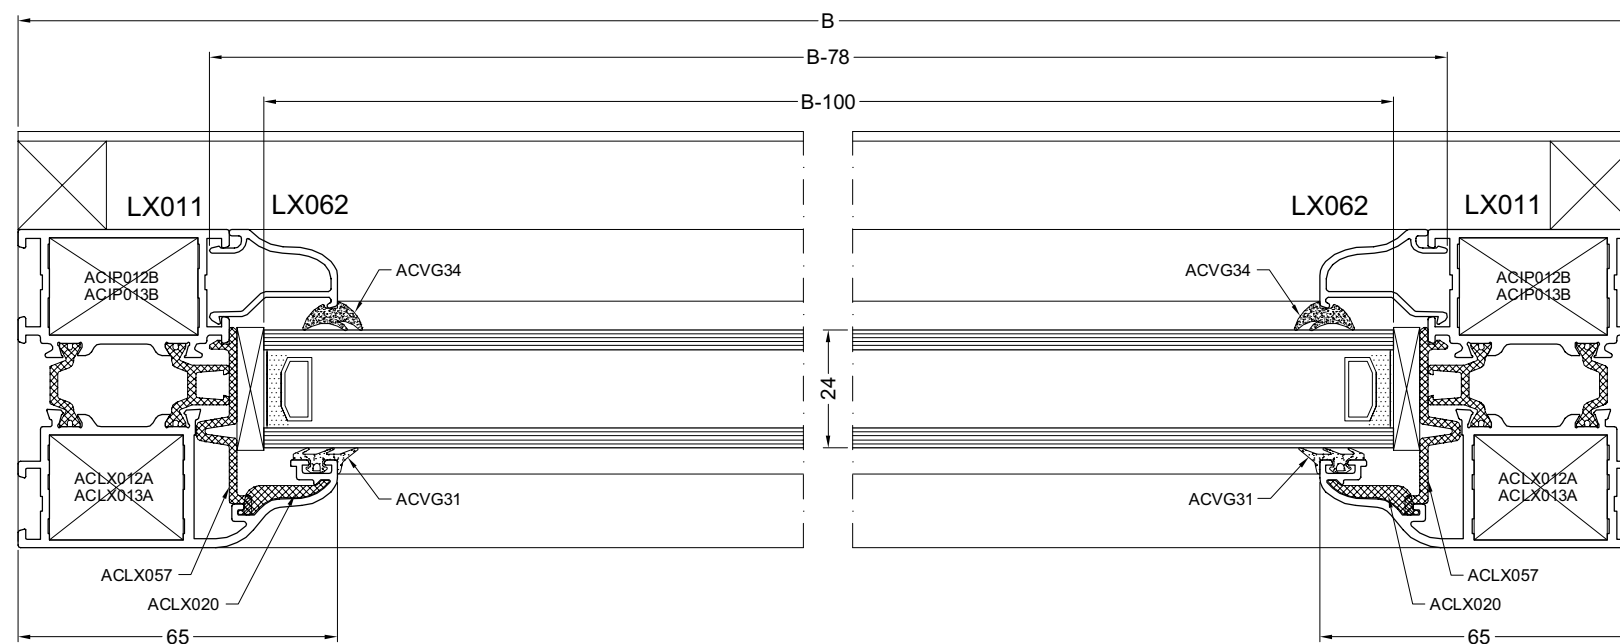 B
B-78
B-100
LX011
LX062
LX062
LX011
ACIP012B
ACIP013B
ACVG34
ACVG34
ACIP012B
ACIP013B
24
ACLX012A
ACLX013A
ACVG31
ACVG31
ACLX012A
ACLX013A
ACLX057
ACLX020
ACLX057
ACLX020
65
65